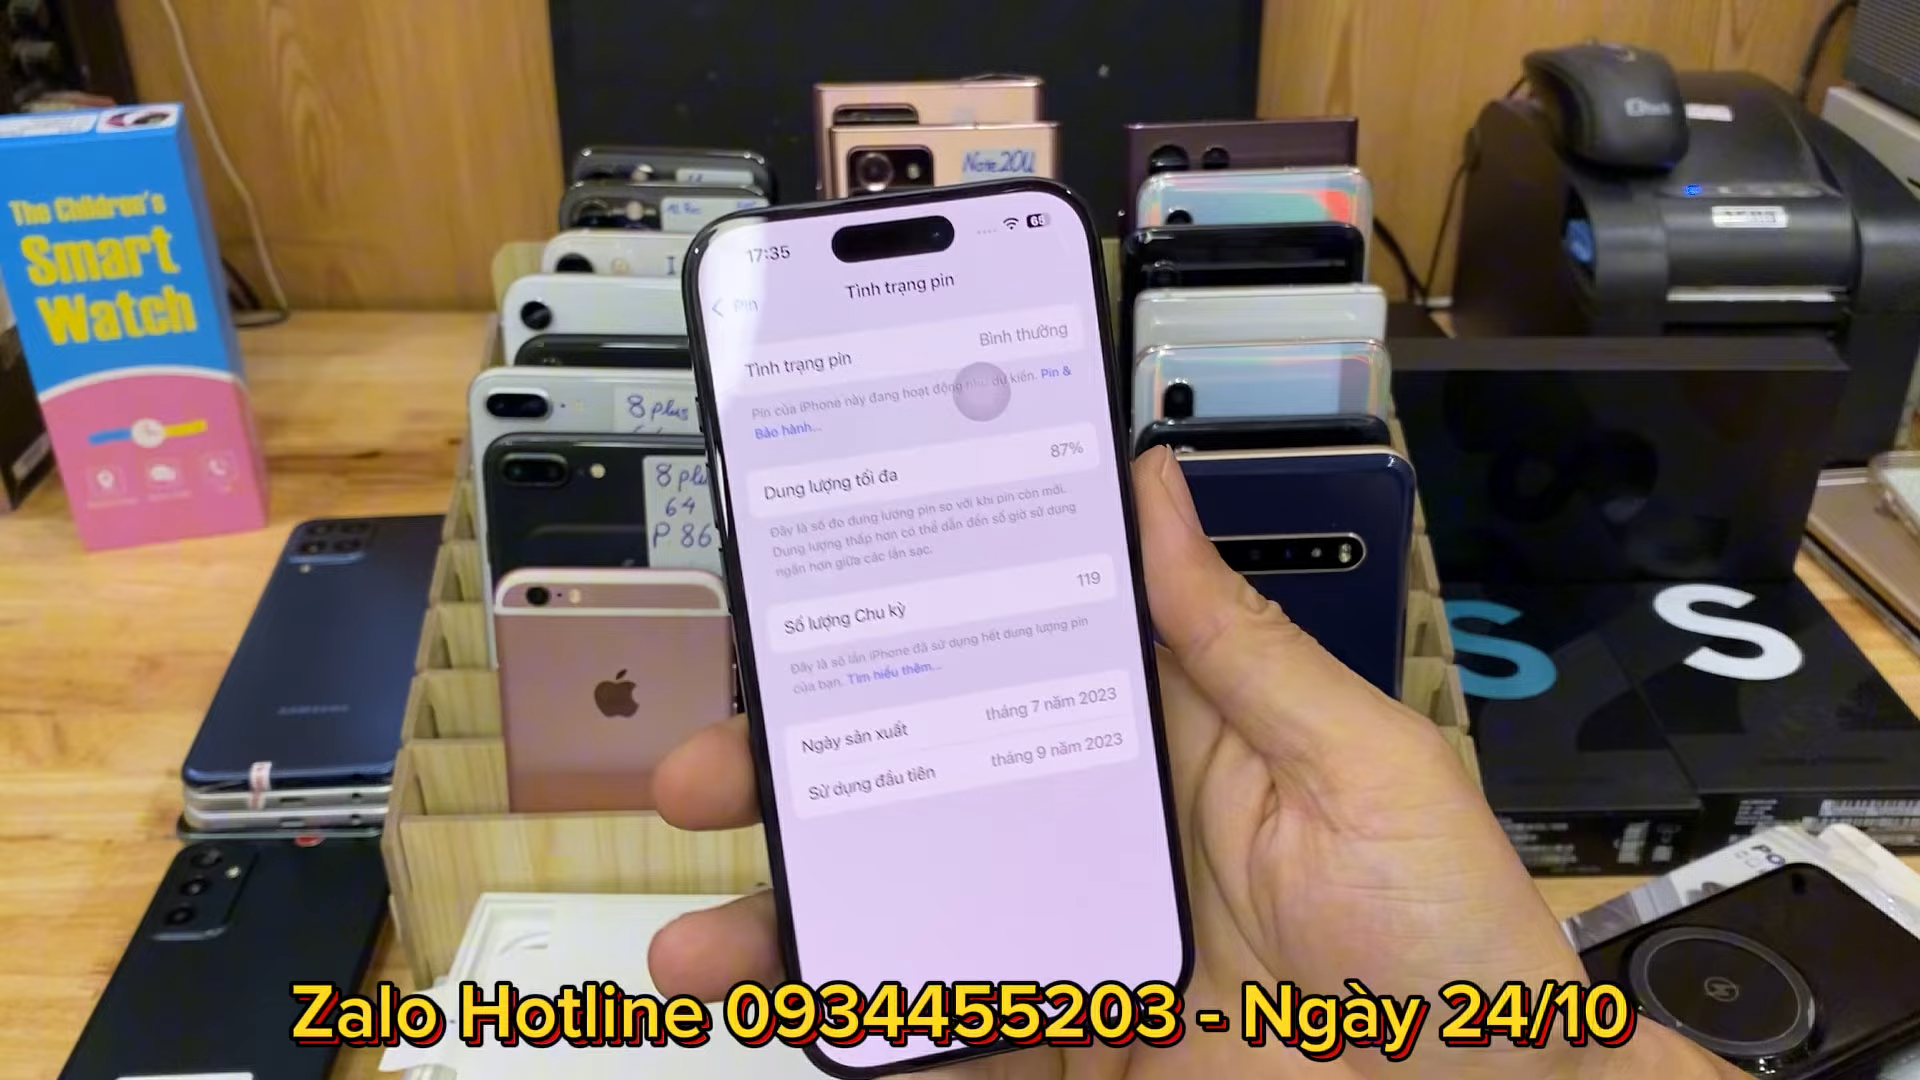 The Children's
Smart
Watch
Note20U
8 plus
8 plu
64
P 86
SAMSUNG
17:35
Pin
Tình trạng pin
Tình trạng pin
Bình thường
Pin của iPhone này đang hoạt động như dự kiến. Pin &
Bảo hành...
Dung lượng tối đa
87%
Đây là số đo dung lượng pin so với khi pin còn mới.
Dung lượng thấp hơn có thể dẫn đến số giờ sử dụng
ngắn hơn giữa các lần sạc.
Số lượng Chu kỳ
119
Đây là số lần iPhone đã sử dụng hết dung lượng pin
của bạn. Tìm hiểu thêm...
Ngày sản xuất
tháng 7 năm 2023
Sử dụng đầu tiên
tháng 9 năm 2023
S
S
Zalo Hotline 0934455203 - Ngày 24/10